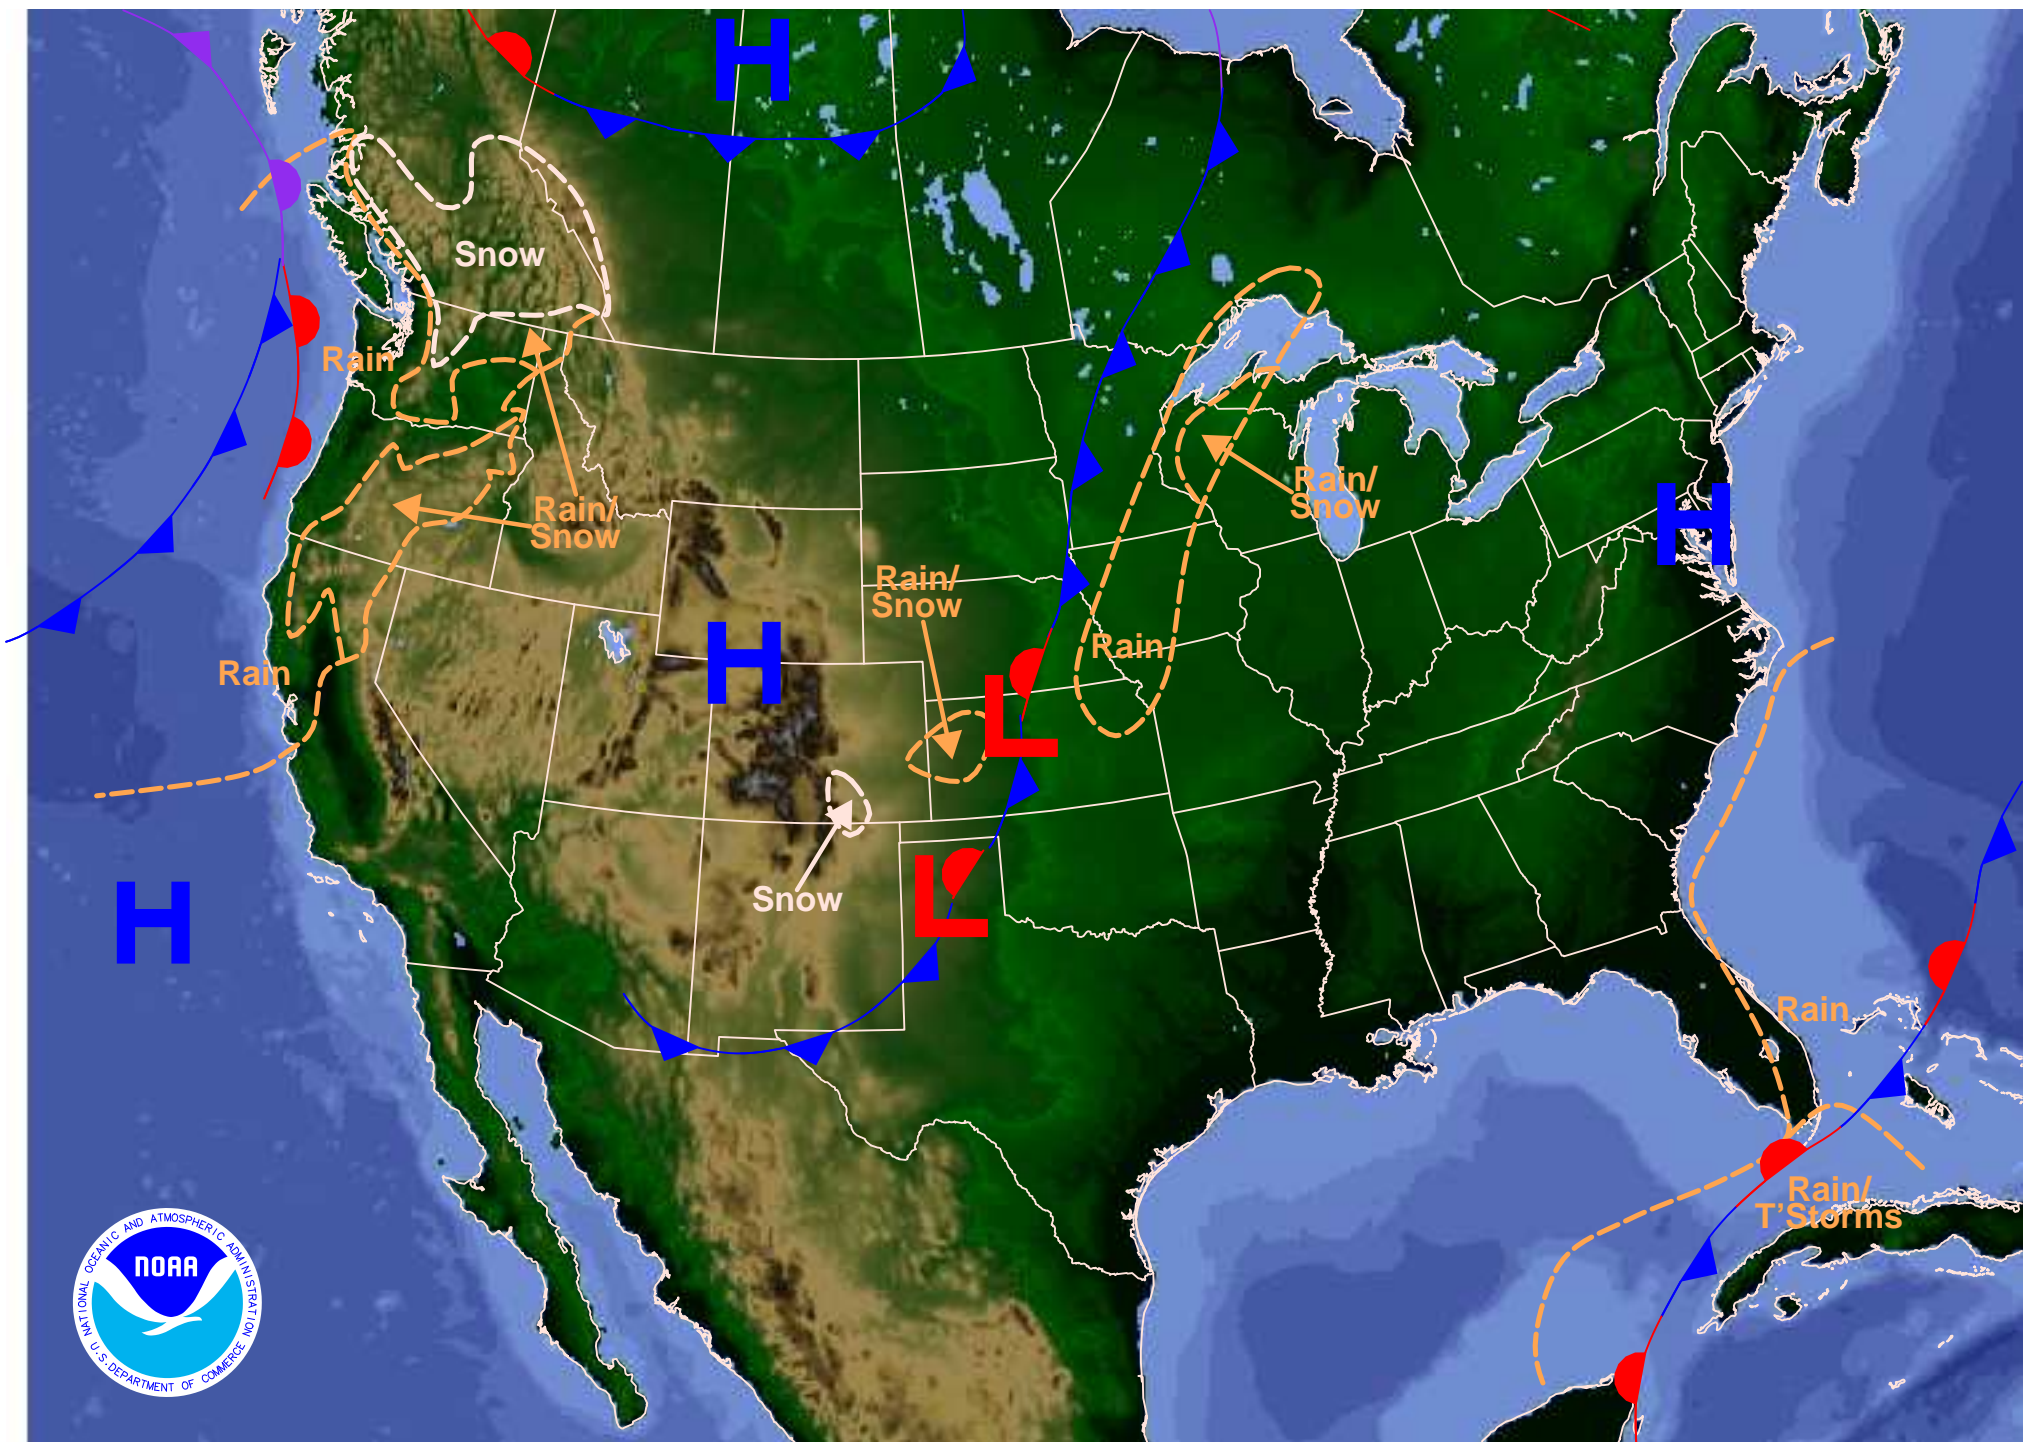 H
Snow
Rain
Rain/
Snow
Rain/
Snow
H
Rain/
Snow
Rain
H
Rain
L
L
Snow
H
Rain
Rain/
T'Storms
NATIONAL OCEANIC AND ATMOSPHERIC ADMINISTRATION
NOAA
U.S. DEPARTMENT OF COMMERCE